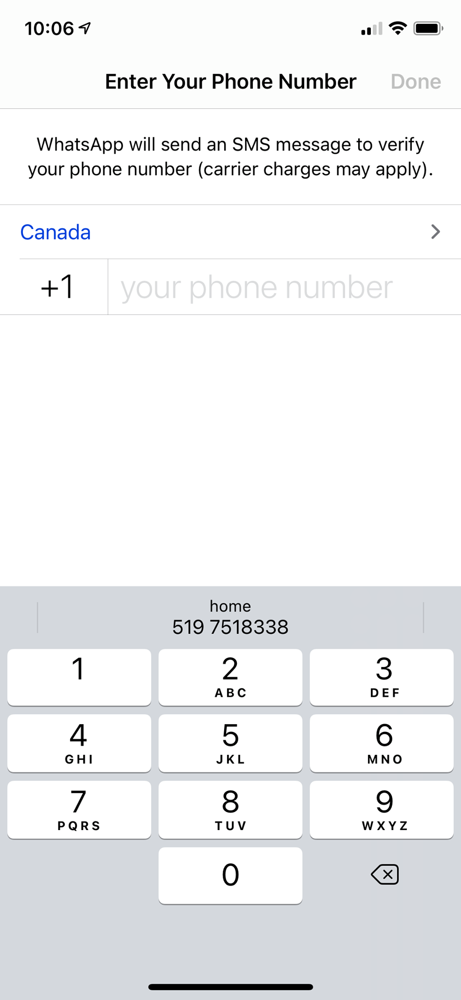 10:06
Enter Your Phone Number
Done
WhatsApp will send an SMS message to verify
your phone number (carrier charges may apply).
Canada
+1
your phone number
home
519 7518338
1
2
3
ABC
DEF
4
5
6
GHI
JKL
MNO
7
8
9
PQRS
TUV
WXYZ
0